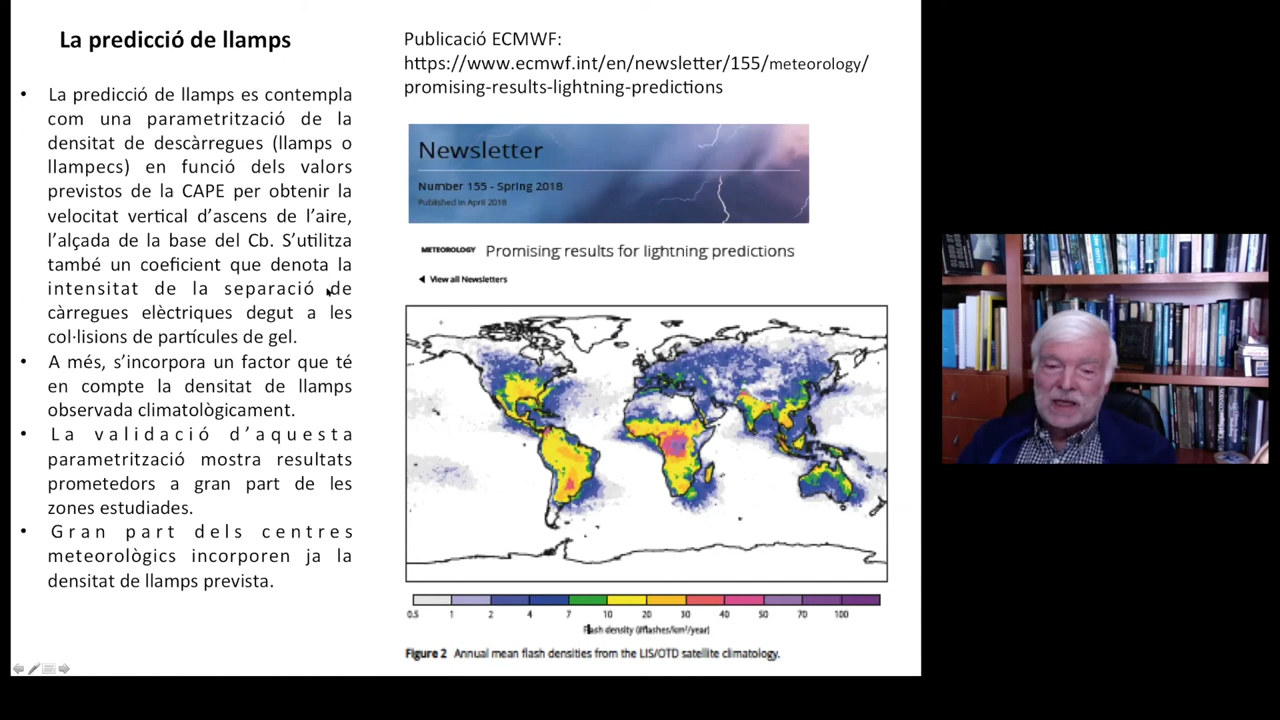 La predicció de llamps
• La predicció de llamps es contempla
com una parametrització de la
densitat de descàrregues (llamps o
llampecs) en funció dels valors
previstos de la CAPE per obtenir la
velocitat vertical d'ascens de l'aire,
l'alçada de la base del Cb. S'utilitza
també un coeficient que denota la
intensitat de la separació de
càrregues elèctriques degut a les
col·lisions de partícules de gel.
• A més, s'incorpora un factor que té
en compte la densitat de llamps
observada climatològicament.
• La validació d'aquesta
parametrització mostra resultats
prometedors a gran part de les
zones estudiades.
• Gran part dels centres
meteorològics incorporen ja la
densitat de llamps prevista.
Publicació ECMWF:
https://www.ecmwf.int/en/newsletter/155/meteorology/
promising-results-lightning-predictions
Newsletter
Number 155 - Spring 2018
Published in April 2018
METEOROLOGY Promising results for lightning predictions
View all Newsletters
0.5 1 2 4 7 10 20 30 40 50 70 100
Flash density (#flashes/km²/year)
Figure 2 Annual mean flash densities from the LIS/OTD satellite climatology.